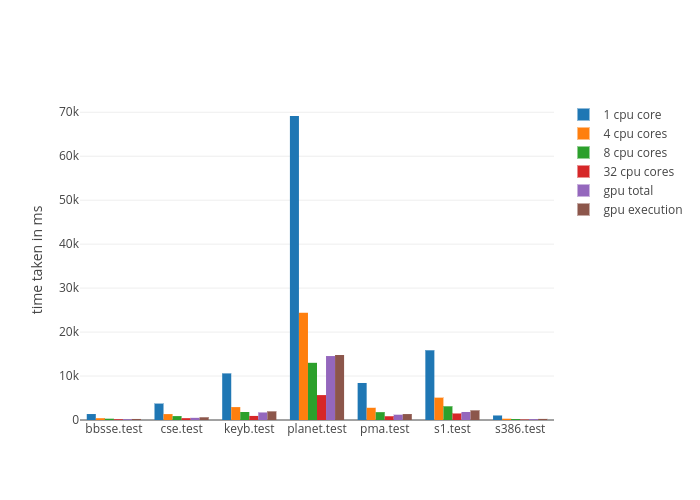 70k
60k
50k
40k
30k
20k
10k
0
time taken in ms
bbsse.test
cse.test
keyb.test
planet.test
pma.test
s1.test
s386.test
1 cpu core
4 cpu cores
8 cpu cores
32 cpu cores
gpu total
gpu execution